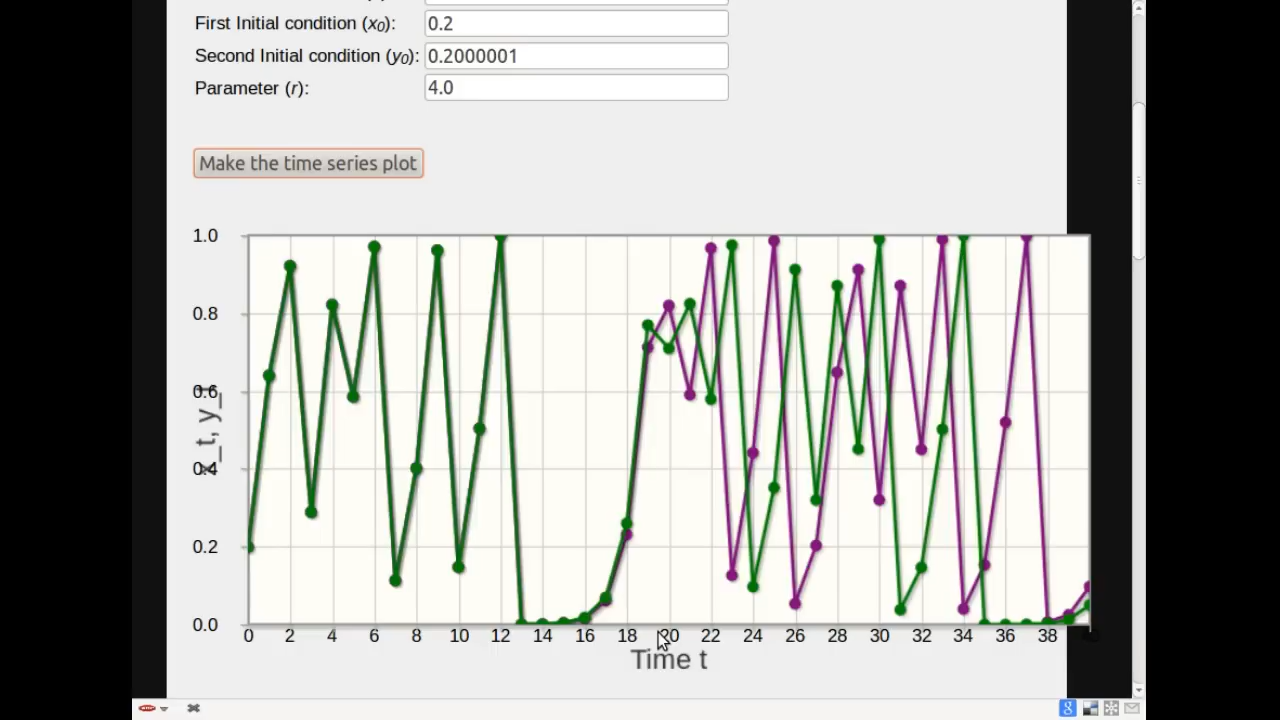 First Initial condition (x0): 0.2
Second Initial condition (y0): 0.2000001
Parameter (r): 4.0
Make the time series plot
1.0
0.8
0.6
0.4
0.2
0.0
x_t, y_t
0 2 4 6 8 10 12 14 16 18 20 22 24 26 28 30 32 34 36 38
Time t
g